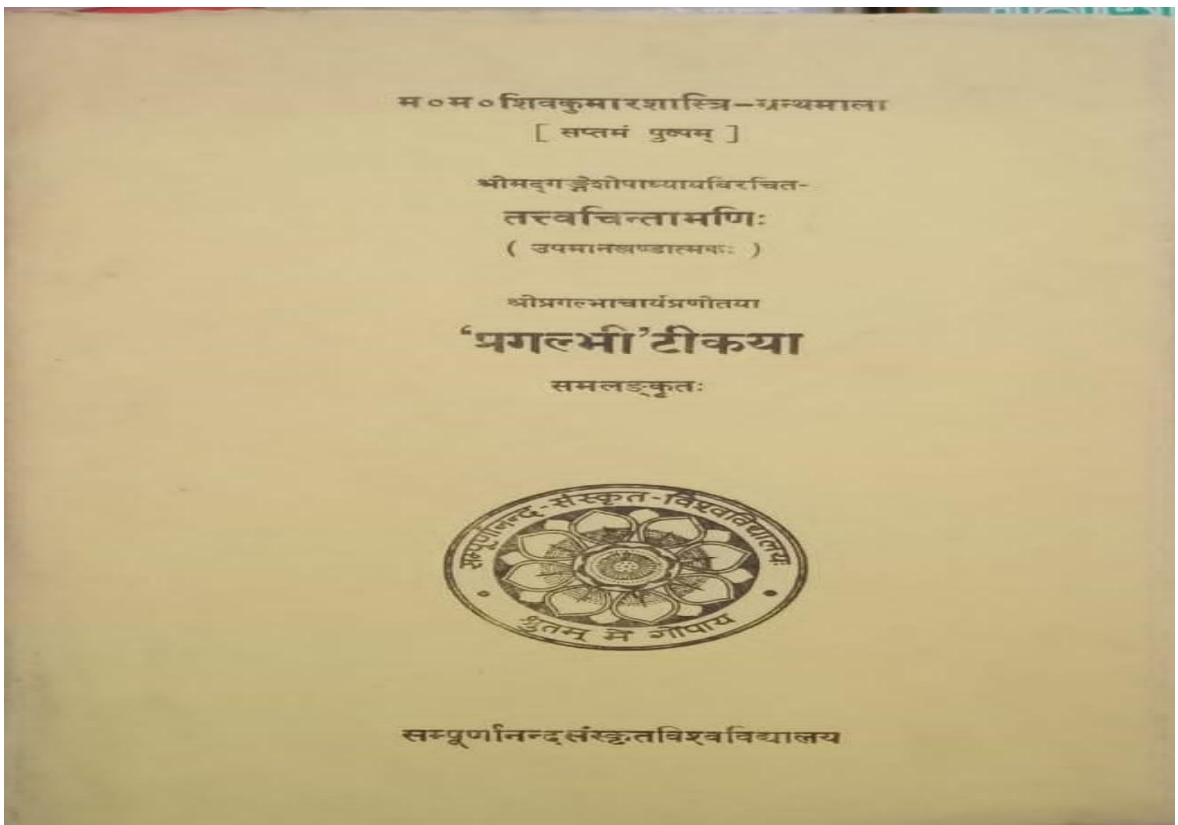 म०म०शिवकुमारशास्त्रि-ग्रन्थमाला
[ सप्तमं पुष्पम् ]
श्रीमद्गङ्गेशोपाध्यायविरचित-
तत्त्वचिन्तामणिः
( उपमानखण्डात्मकः )
श्रीप्रगल्भाचार्यप्रणीतया
‘प्रगल्भी’टीकया
समलङ्कृतः
सम्पूर्णानन्द-संस्कृत-विश्वविद्यालयः
श्रुतम् मे गोपाय
सम्पूर्णानन्दसंस्कृतविश्वविद्यालय